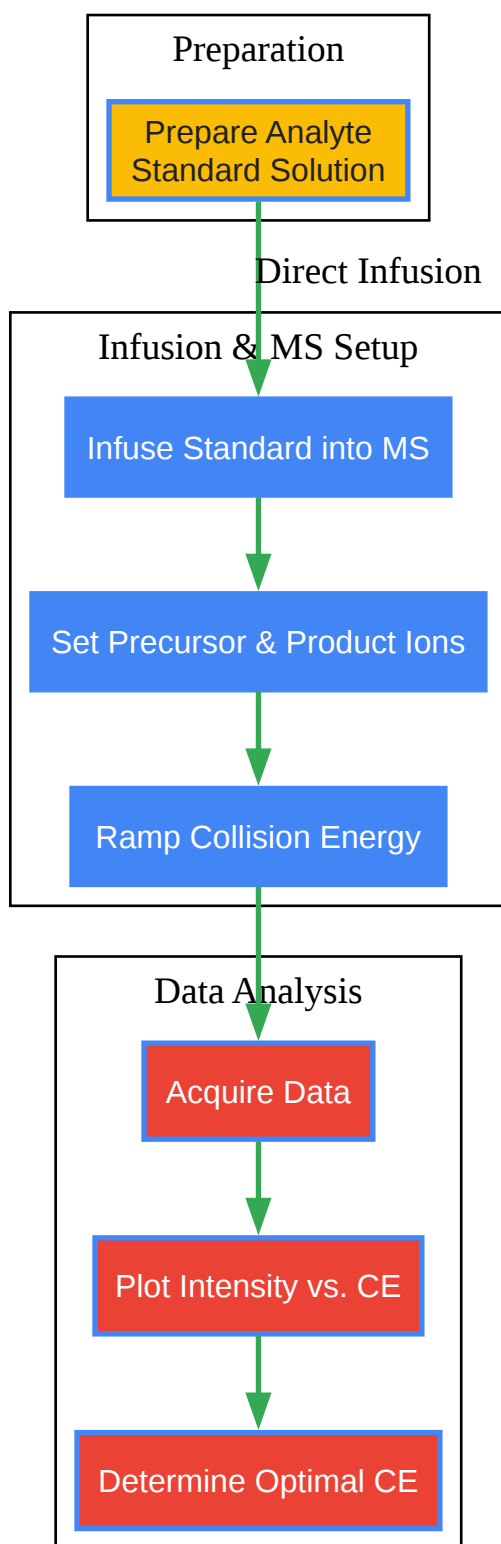 Preparation
Prepare Analyte
Standard Solution
Direct Infusion
Infusion & MS Setup
Infuse Standard into MS
Set Precursor & Product Ions
Ramp Collision Energy
Data Analysis
Acquire Data
Plot Intensity vs. CE
Determine Optimal CE